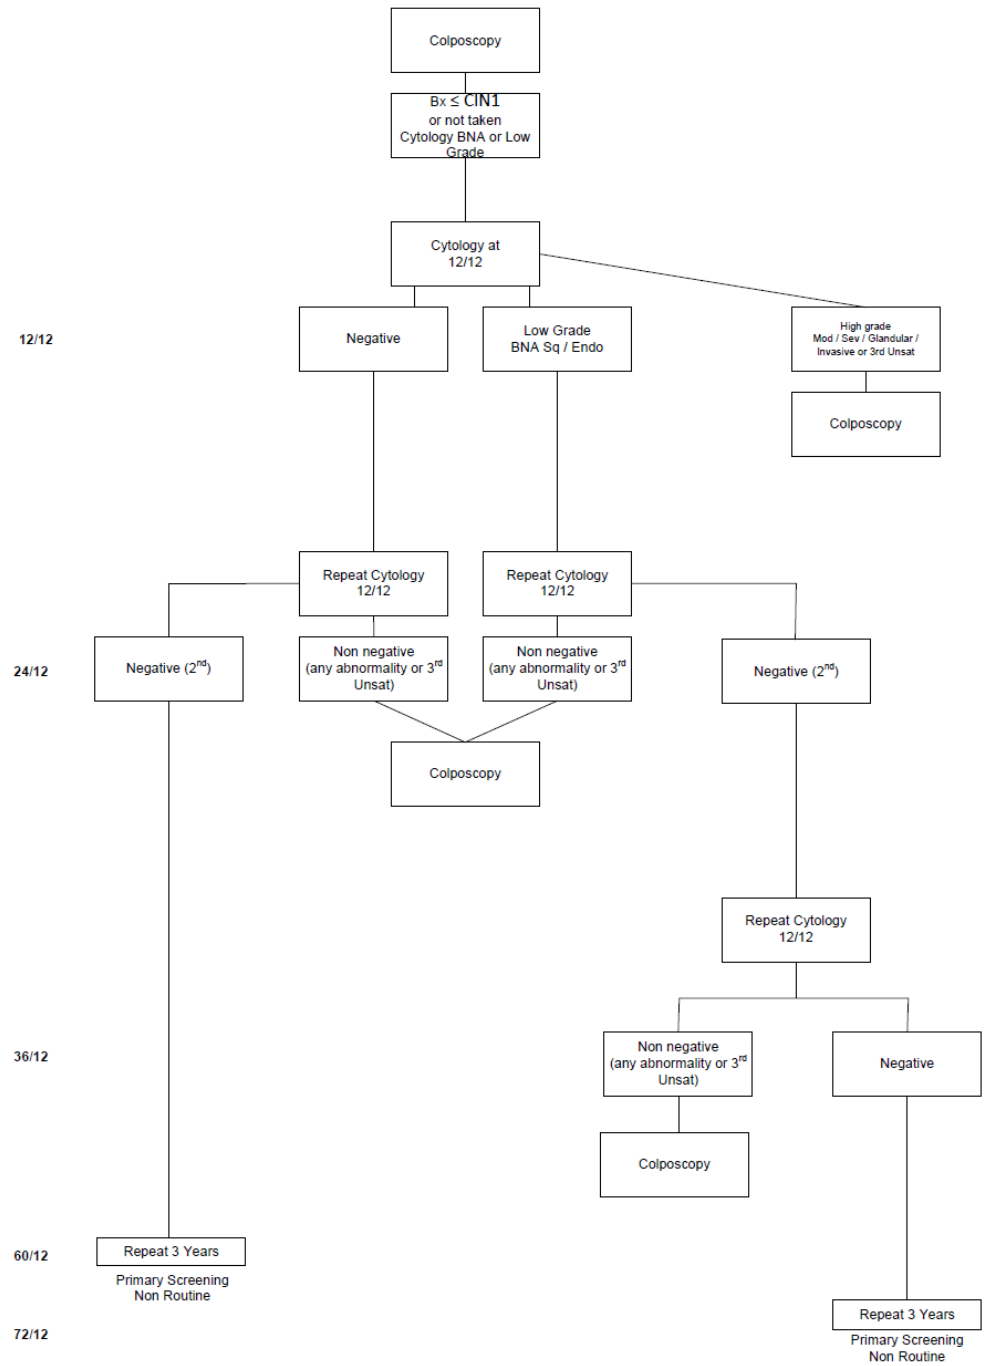 Colposcopy
Bx ≤ CIN1
or not taken
Cytology BNA or Low
Grade
Cytology at
12/12
12/12
Negative
Low Grade
BNA Sq / Endo
High grade
Mod / Sev / Glandular /
Invasive or 3rd Unsat
Colposcopy
Repeat Cytology
12/12
Repeat Cytology
12/12
24/12
Negative (2nd)
Non negative
(any abnormality or 3rd
Unsat)
Non negative
(any abnormality or 3rd
Unsat)
Negative (2nd)
Colposcopy
Repeat Cytology
12/12
36/12
Non negative
(any abnormality or 3rd
Unsat)
Negative
Colposcopy
60/12
Repeat 3 Years
Primary Screening
Non Routine
72/12
Repeat 3 Years
Primary Screening
Non Routine